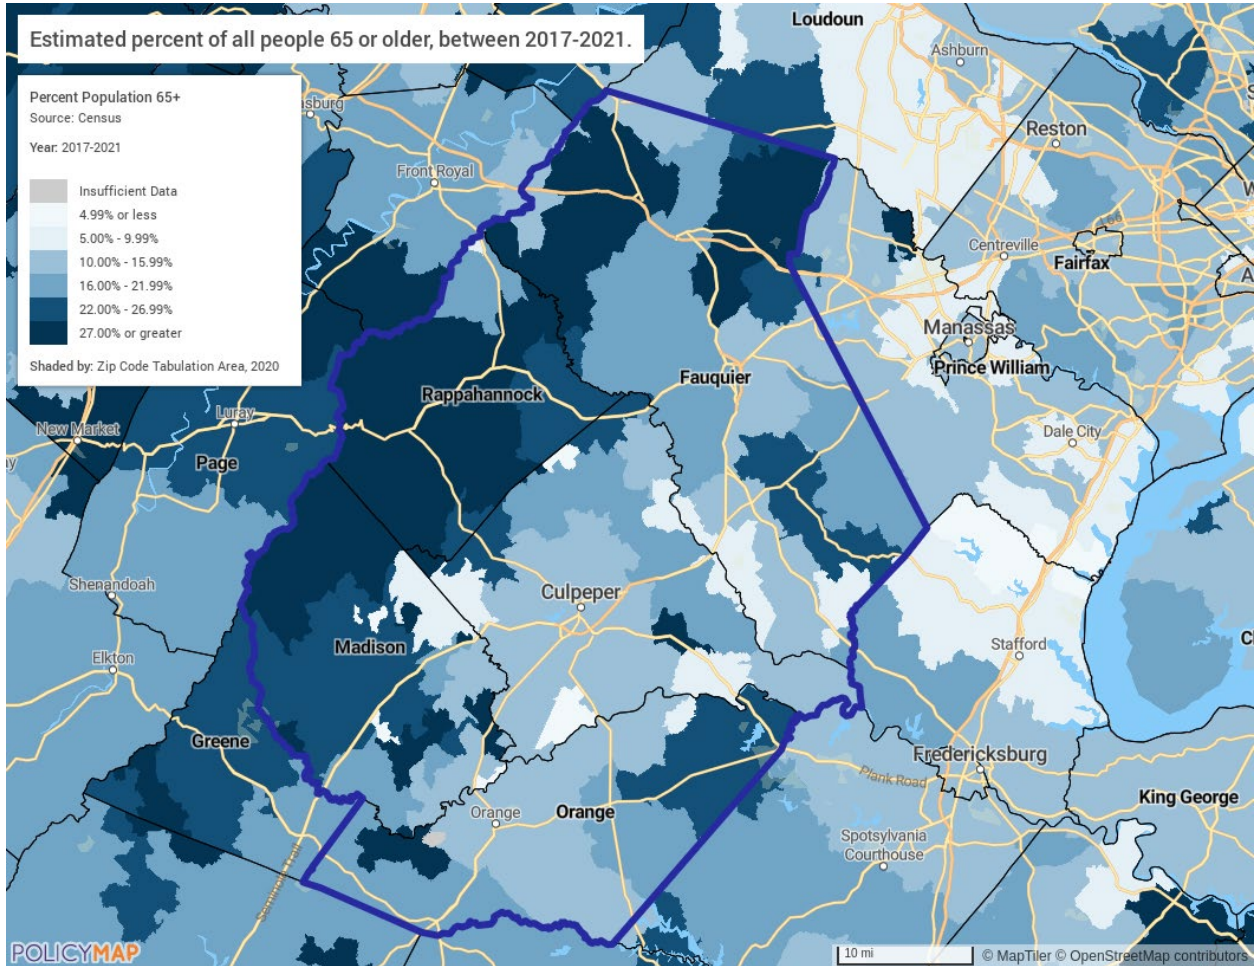 Estimated percent of all people 65 or older, between 2017-2021.
Percent Population 65+
Source: Census
Year: 2017-2021
Insufficient Data
4.99% or less
5.00% - 9.99%
10.00% - 15.99%
16.00% - 21.99%
22.00% - 26.99%
27.00% or greater
Shaded by: Zip Code Tabulation Area, 2020
Loudoun
Ashburn
Reston
Front Royal
I 66
Centreville
Fairfax
Manassas
Prince William
Fauquier
Rappahannock
Luray
New Market
Dale City
Page
Shenandoah
Culpeper
Madison
Stafford
Elkton
Greene
Fredericksburg
Plank Road
King George
Orange
Orange
Spotsylvania
Courthouse
Seminole Trail
POLICYMAP
10 mi
© MapTiler © OpenStreetMap contributors